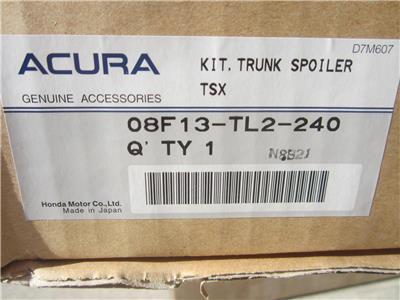 D7M607
ACURA
KIT. TRUNK SPOILER
GENUINE ACCESSORIES
TSX
08F13-TL2-240
Q' TY 1
Honda Motor Co.,Ltd.
Made in Japan